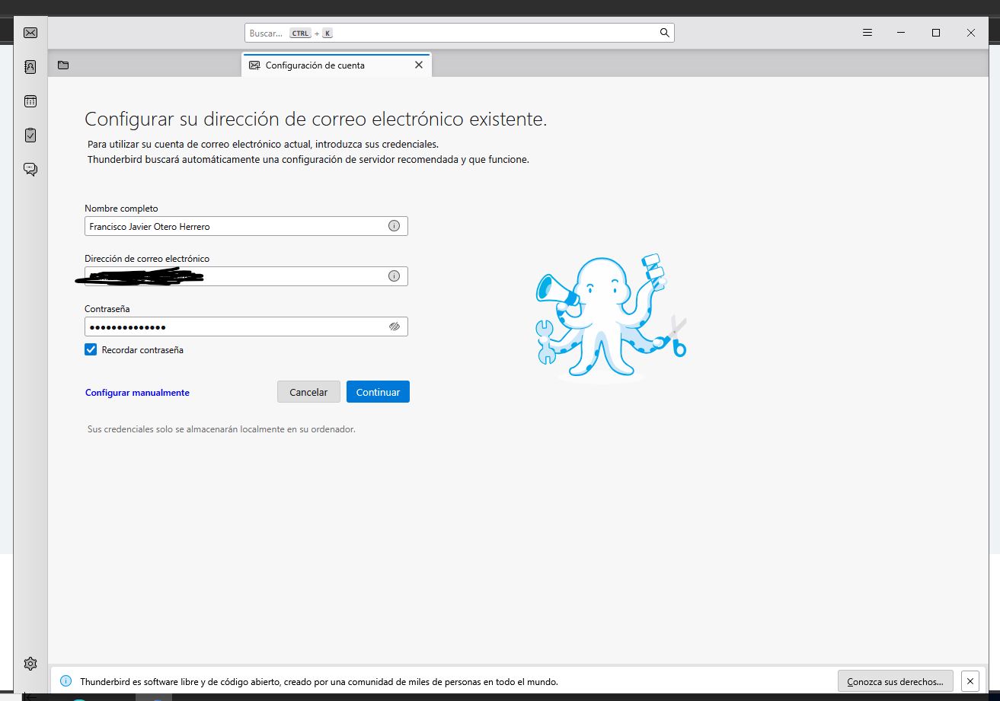 Buscar... CTRL + K
Configuración de cuenta
Configurar su dirección de correo electrónico existente.
Para utilizar su cuenta de correo electrónico actual, introduzca sus credenciales.
Thunderbird buscará automáticamente una configuración de servidor recomendada y que funcione.
Nombre completo
Francisco Javier Otero Herrero
Dirección de correo electrónico
Contraseña
••••••••••••••
Recordar contraseña
Configurar manualmente Cancelar Continuar
Sus credenciales solo se almacenarán localmente en su ordenador.
Thunderbird es software libre y de código abierto, creado por una comunidad de miles de personas en todo el mundo. Conozca sus derechos...